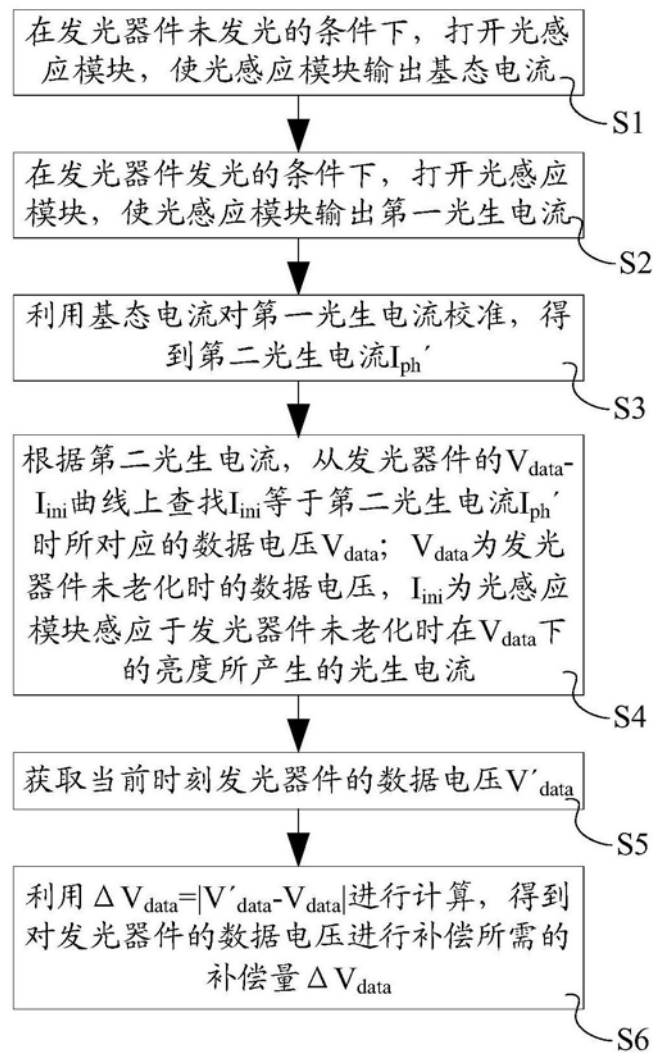 在发光器件未发光的条件下，打开光感
应模块，使光感应模块输出基态电流
S1
在发光器件发光的条件下，打开光感应
模块，使光感应模块输出第一光生电流
S2
利用基态电流对第一光生电流校准，得
到第二光生电流Iph′
S3
根据第二光生电流，从发光器件的Vdata-
Iini曲线上查找Iini等于第二光生电流Iph′
时所对应的数据电压Vdata；Vdata为发光
器件未老化时的数据电压，Iini为光感应
模块感应于发光器件未老化时在Vdata下
的亮度所产生的光生电流
S4
获取当前时刻发光器件的数据电压V′data
S5
利用ΔVdata=|V′data-Vdata|进行计算，得到
对发光器件的数据电压进行补偿所需的
补偿量ΔVdata
S6